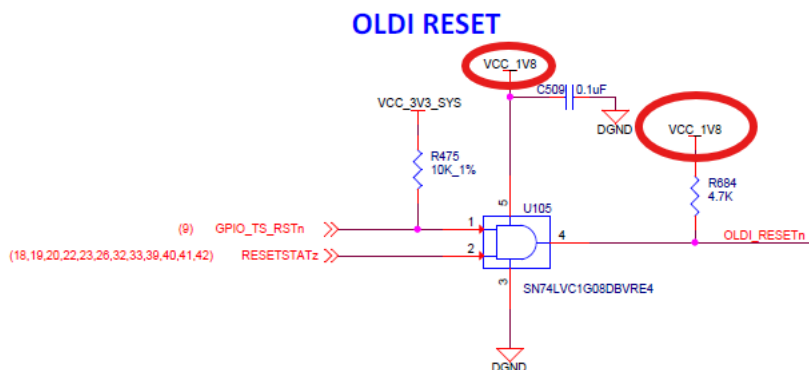 OLDI RESET
VCC_1V8
C509 0.1uF
VCC_3V3_SYS
DGND
VCC_1V8
R475
10K_1%
R684
4.7K
5
U105
(9) GPIO_TS_RSTn
1
4
OLDI_RESETn
(18,19,20,22,23,26,32,33,39,40,41,42) RESETSTATz
2
3
SN74LVC1G08DBVRE4
DGND